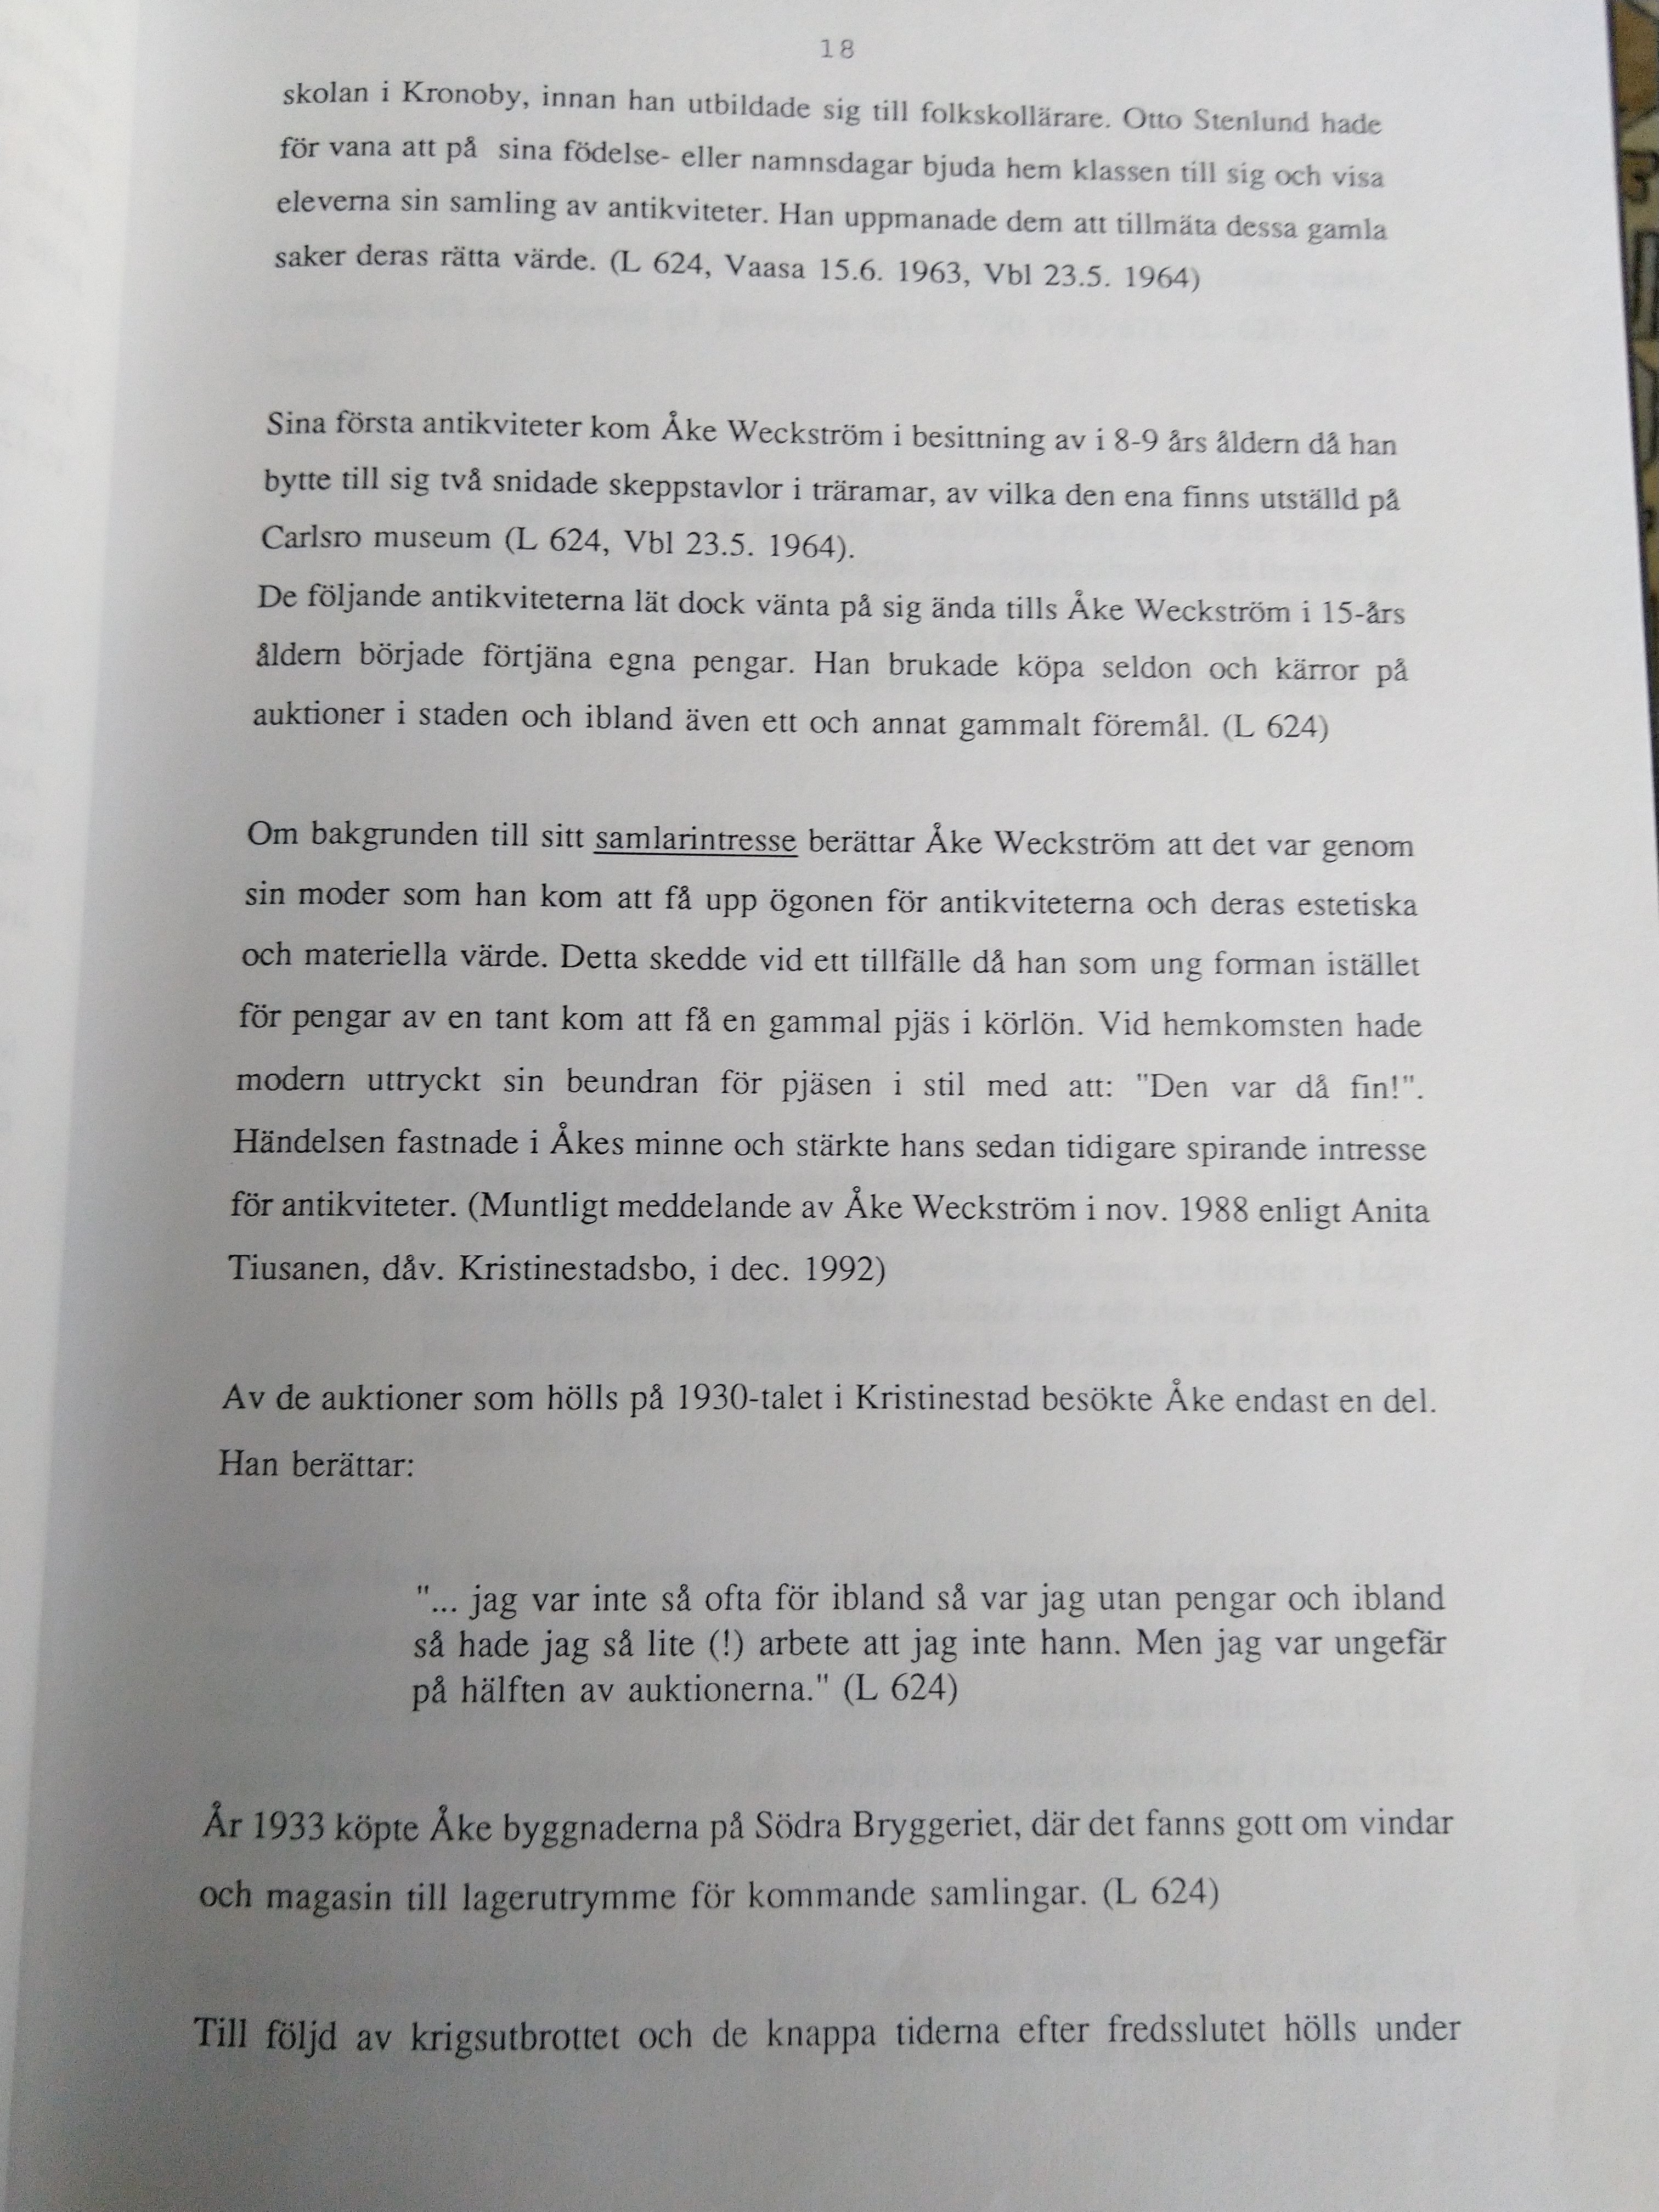 18
skolan i Kronoby, innan han utbildade sig till folkskollärare. Otto Stenlund hade
för vana att på sina födelse- eller namnsdagar bjuda hem klassen till sig och visa
eleverna sin samling av antikviteter. Han uppmanade dem att tillmäta dessa gamla
saker deras rätta värde. (L 624, Vaasa 15.6. 1963, Vbl 23.5. 1964)
Sina första antikviteter kom Åke Weckström i besittning av i 8-9 års åldern då han
bytte till sig två snidade skeppstavlor i träramar, av vilka den ena finns utställd på
Carlsro museum (L 624, Vbl 23.5. 1964).
De följande antikviteterna lät dock vänta på sig ända tills Åke Weckström i 15-års
åldern började förtjäna egna pengar. Han brukade köpa seldon och kärror på
auktioner i staden och ibland även ett och annat gammalt föremål. (L 624)
Om bakgrunden till sitt samlarintresse berättar Åke Weckström att det var genom
sin moder som han kom att få upp ögonen för antikviteterna och deras estetiska
och materiella värde. Detta skedde vid ett tillfälle då han som ung forman istället
för pengar av en tant kom att få en gammal pjäs i körlön. Vid hemkomsten hade
modern uttryckt sin beundran för pjäsen i stil med att: "Den var då fin!".
Händelsen fastnade i Åkes minne och stärkte hans sedan tidigare spirande intresse
för antikviteter. (Muntligt meddelande av Åke Weckström i nov. 1988 enligt Anita
Tiusanen, dåv. Kristinestadsbo, i dec. 1992)
Av de auktioner som hölls på 1930-talet i Kristinestad besökte Åke endast en del.
Han berättar:
"... jag var inte så ofta för ibland så var jag utan pengar och ibland
så hade jag så lite (!) arbete att jag inte hann. Men jag var ungefär
på hälften av auktionerna." (L 624)
År 1933 köpte Åke byggnaderna på Södra Bryggeriet, där det fanns gott om vindar
och magasin till lagerutrymme för kommande samlingar. (L 624)
Till följd av krigsutbrottet och de knappa tiderna efter fredsslutet hölls under